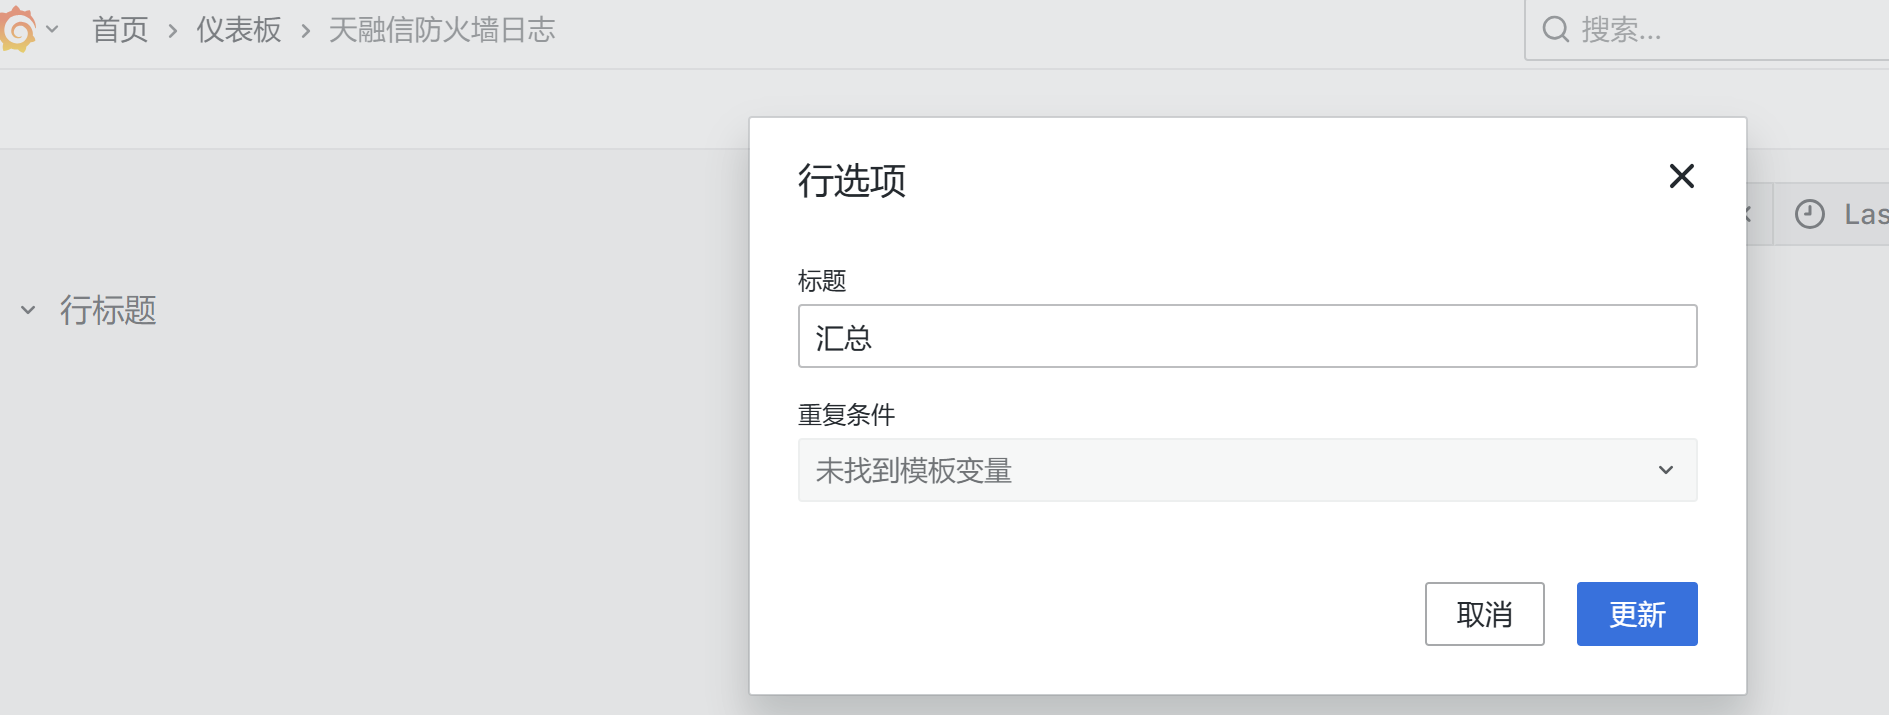 首页 › 仪表板 › 天融信防火墙日志
搜索...
行选项
Las
标题
行标题
汇总
重复条件
未找到模板变量
取消
更新